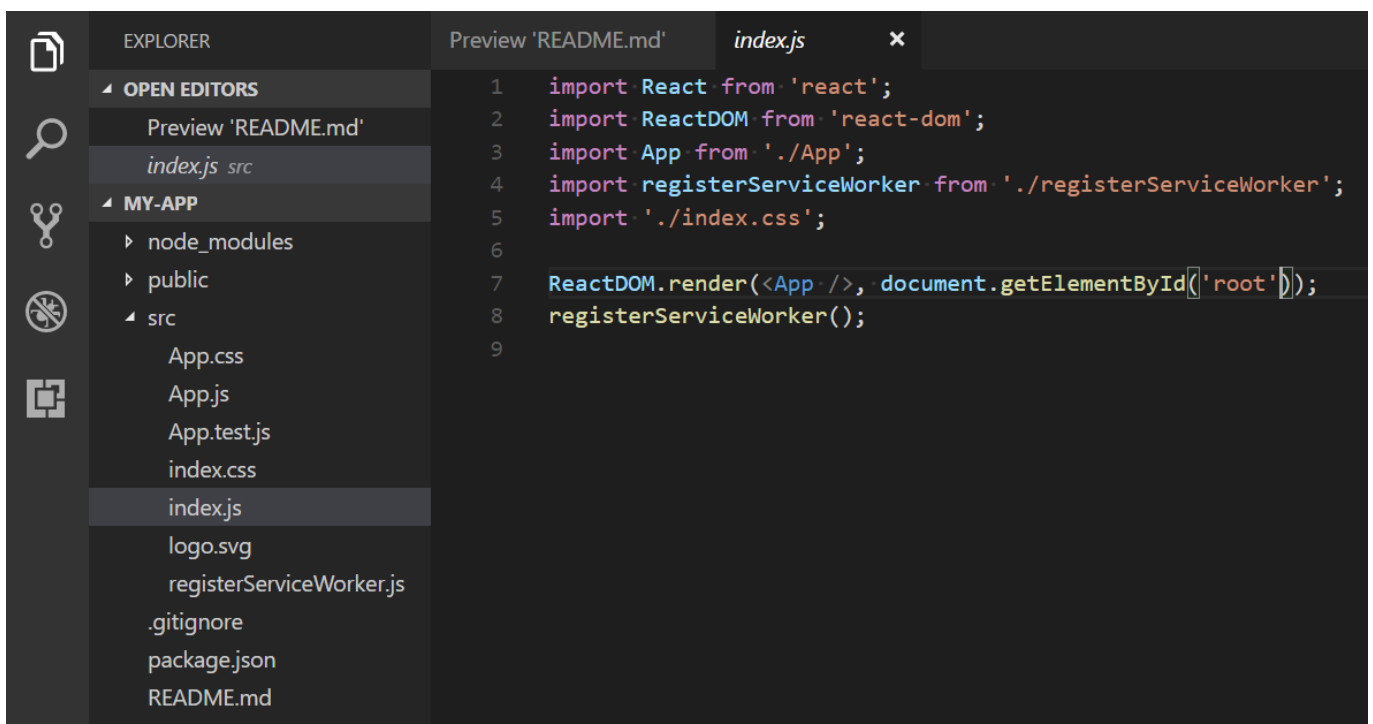 EXPLORER
OPEN EDITORS
Preview 'README.md'
index.js src
MY-APP
node_modules
public
src
App.css
App.js
App.test.js
index.css
index.js
logo.svg
registerServiceWorker.js
.gitignore
package.json
README.md
Preview 'README.md' index.js ×
1 import React from 'react';
2 import ReactDOM from 'react-dom';
3 import App from './App';
4 import registerServiceWorker from './registerServiceWorker';
5 import './index.css';
6
7 ReactDOM.render(<App />, document.getElementById('root'));
8 registerServiceWorker();
9